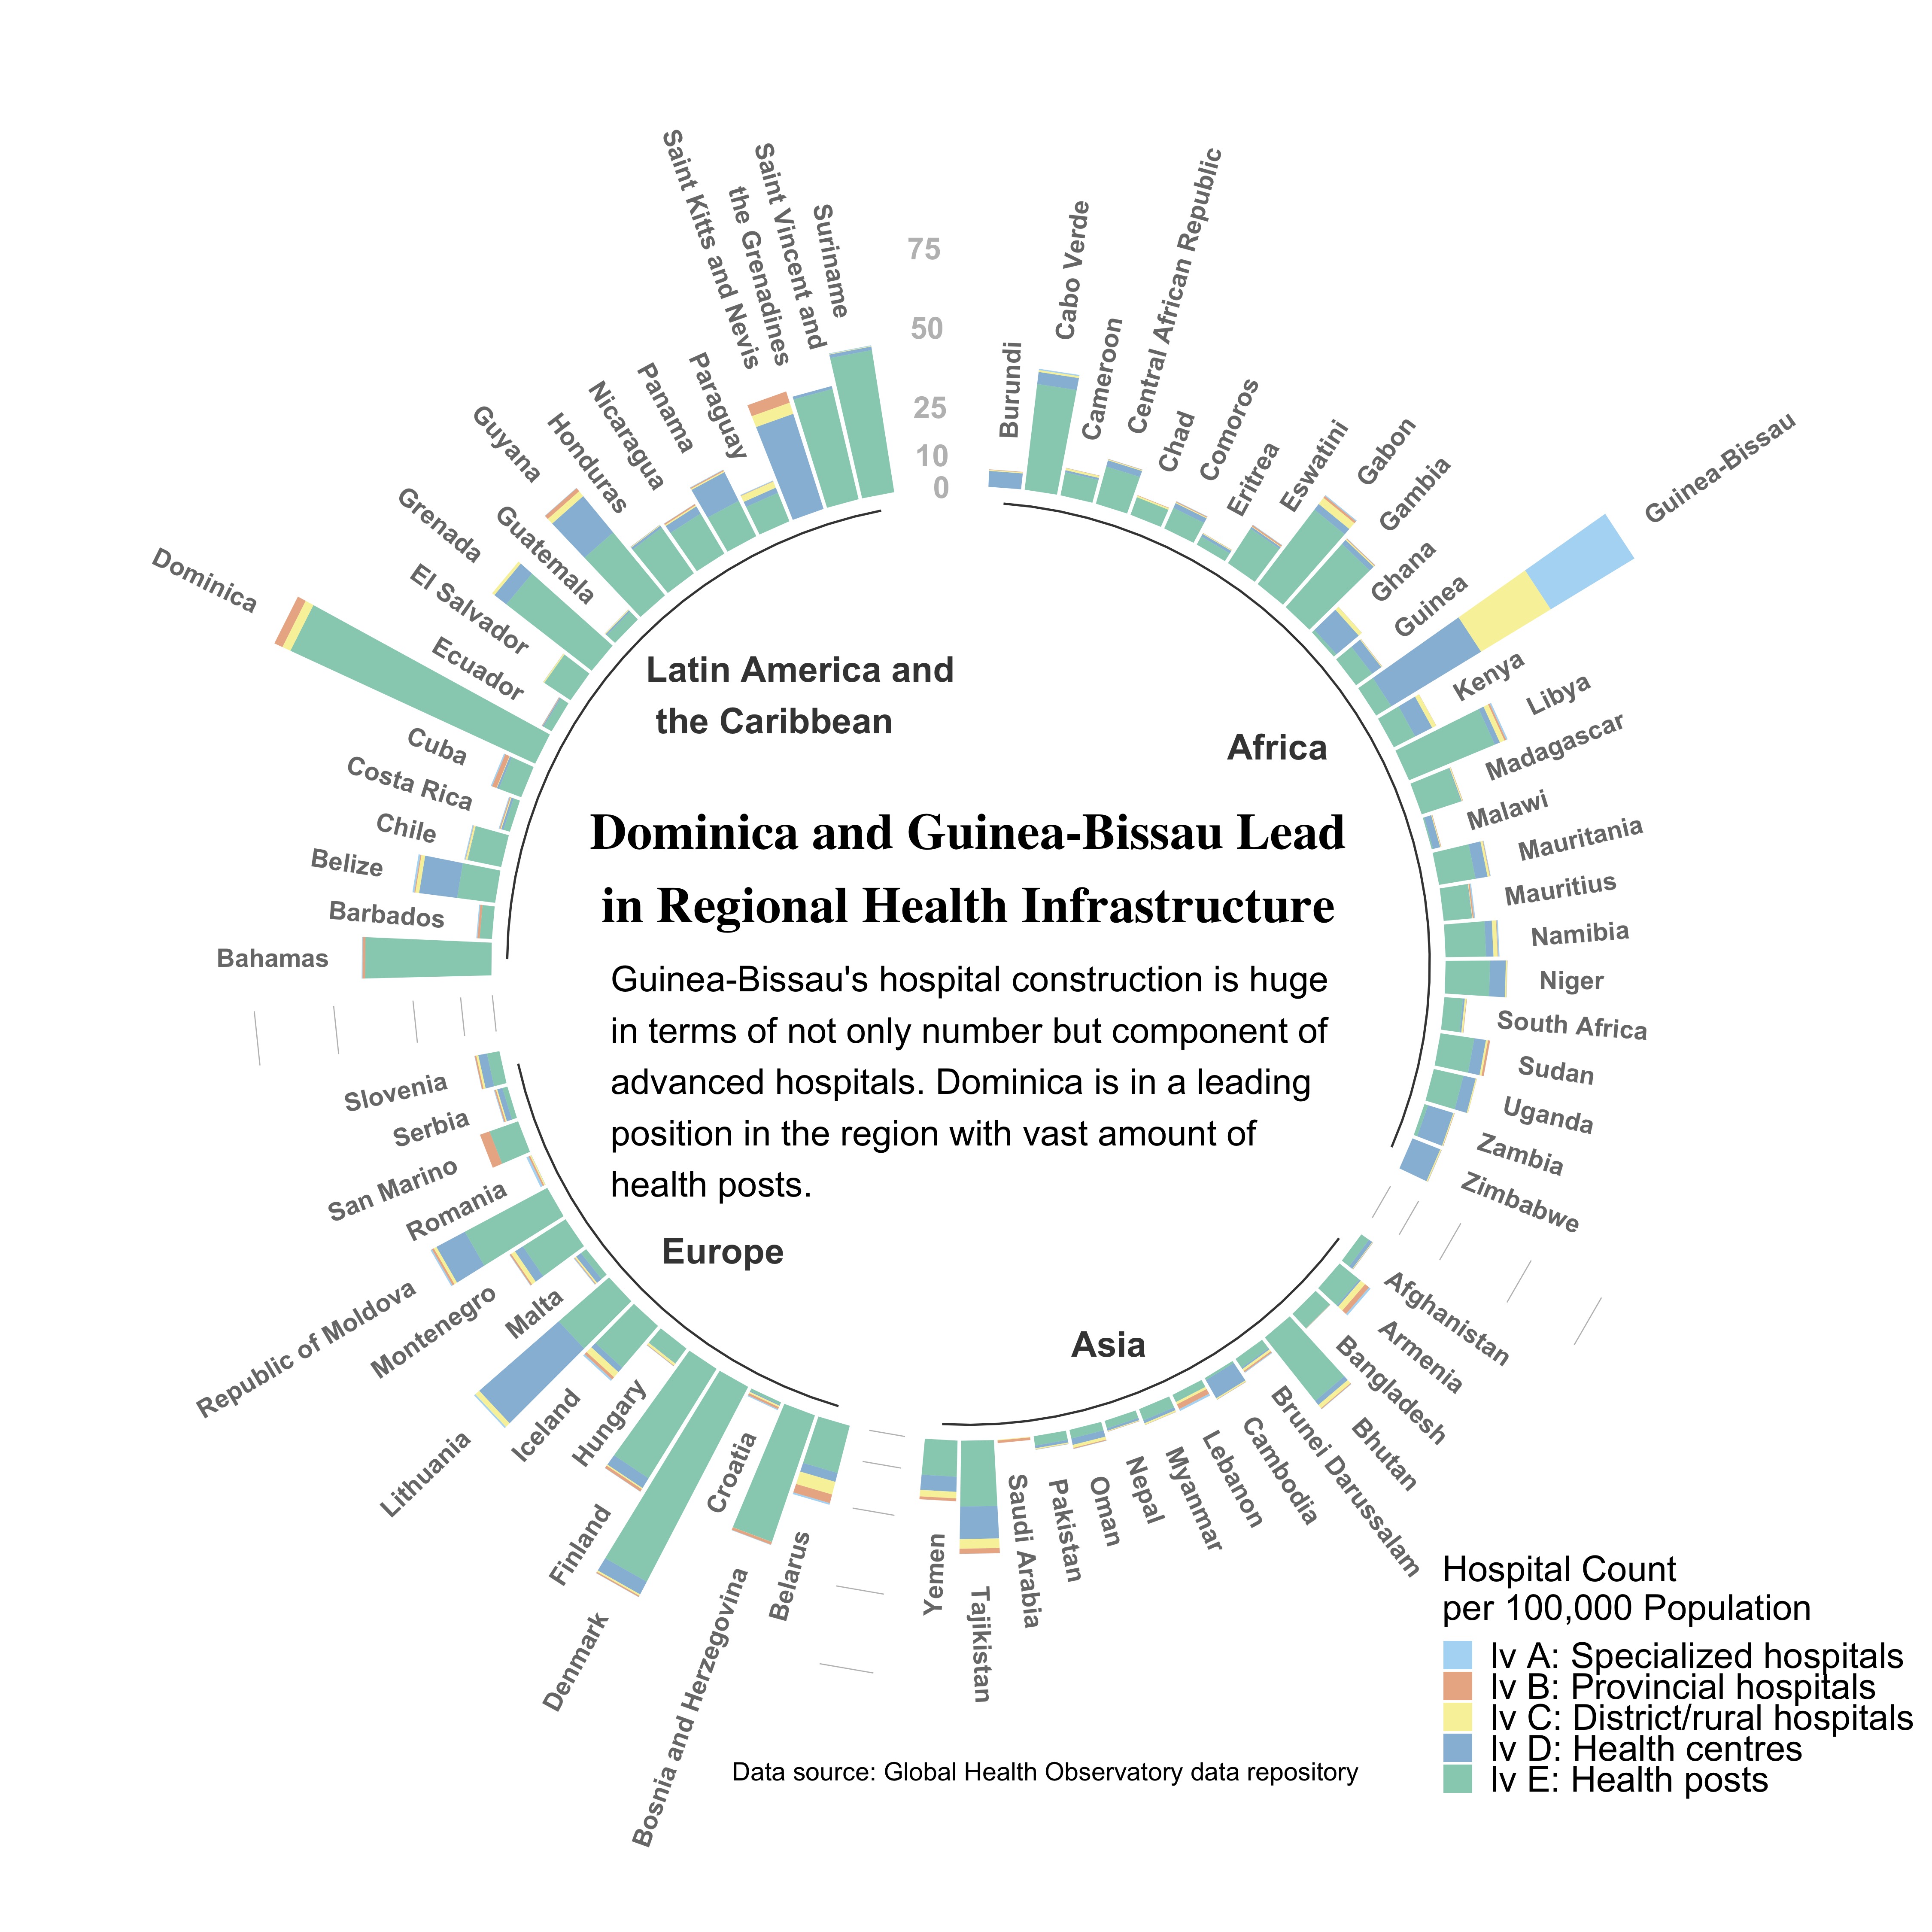 75
50
25
10
0
Burundi
Cabo Verde
Cameroon
Central African Republic
Chad
Comoros
Eritrea
Eswatini
Gabon
Gambia
Ghana
Guinea
Guinea-Bissau
Kenya
Libya
Madagascar
Malawi
Mauritania
Mauritius
Namibia
Niger
South Africa
Sudan
Uganda
Zambia
Zimbabwe
Afghanistan
Armenia
Bangladesh
Bhutan
Brunei Darussalam
Cambodia
Lebanon
Myanmar
Nepal
Oman
Pakistan
Saudi Arabia
Tajikistan
Yemen
Belarus
Bosnia and Herzegovina
Croatia
Denmark
Finland
Hungary
Iceland
Lithuania
Malta
Montenegro
Republic of Moldova
Romania
San Marino
Serbia
Slovenia
Bahamas
Barbados
Belize
Chile
Costa Rica
Cuba
Dominica
Ecuador
El Salvador
Grenada
Guatemala
Guyana
Honduras
Nicaragua
Panama
Paraguay
Saint Kitts and Nevis
Saint Vincent and
the Grenadines
Suriname
Latin America and
the Caribbean
Africa
Dominica and Guinea-Bissau Lead
in Regional Health Infrastructure
Guinea-Bissau's hospital construction is huge
in terms of not only number but component of
advanced hospitals. Dominica is in a leading
position in the region with vast amount of
health posts.
Europe
Asia
Hospital Count
per 100,000 Population
lv A: Specialized hospitals
lv B: Provincial hospitals
lv C: District/rural hospitals
lv D: Health centres
lv E: Health posts
Data source: Global Health Observatory data repository